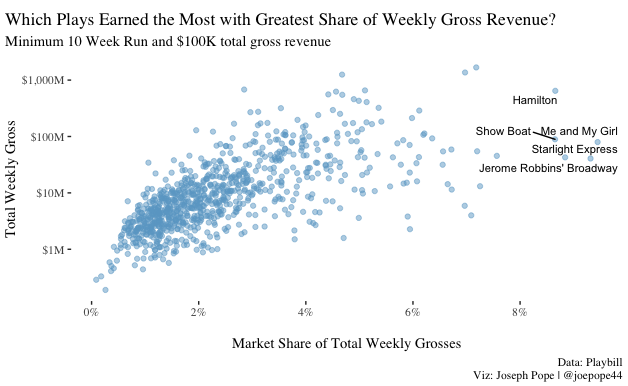 Which Plays Earned the Most with Greatest Share of Weekly Gross Revenue?
Minimum 10 Week Run and $100K total gross revenue
Total Weekly Gross
$1,000M
$100M
$10M
$1M
Hamilton
Show Boat
Me and My Girl
Starlight Express
Jerome Robbins' Broadway
0%
2%
4%
6%
8%
Market Share of Total Weekly Grosses
Data: Playbill
Viz: Joseph Pope | @joepope44